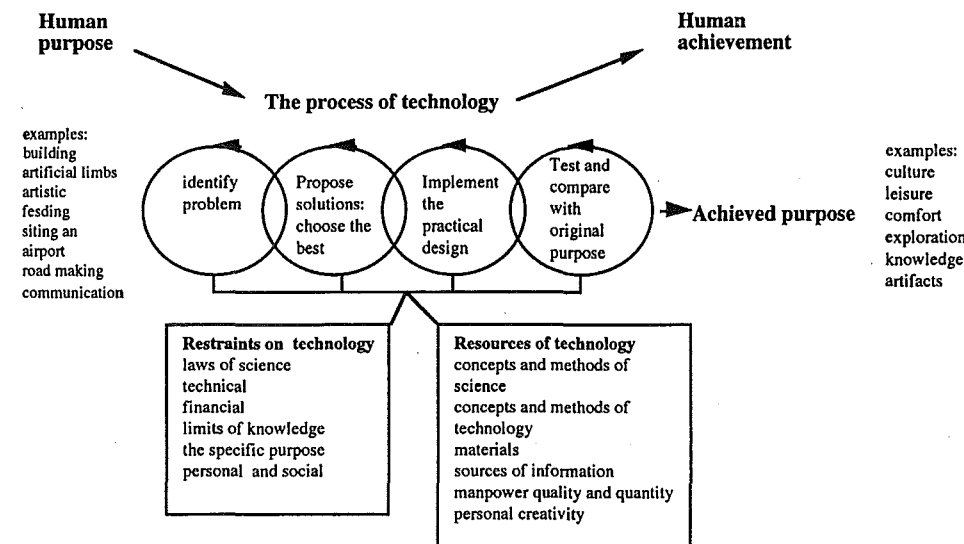 Human
purpose
Human
achievement
The process of technology
examples:
building
artificial limbs
artistic
fesding
siting an
airport
road making
communication
identify
problem
Propose
solutions:
choose the
best
Implement
the
practical
design
Test and
compare
with
original
purpose
Achieved purpose
examples:
culture
leisure
comfort
exploration
knowledge
artifacts
Restraints on technology
laws of science
technical
financial
limits of knowledge
the specific purpose
personal and social
Resources of technology
concepts and methods of
science
concepts and methods of
technology
materials
sources of information
manpower quality and quantity
personal creativity